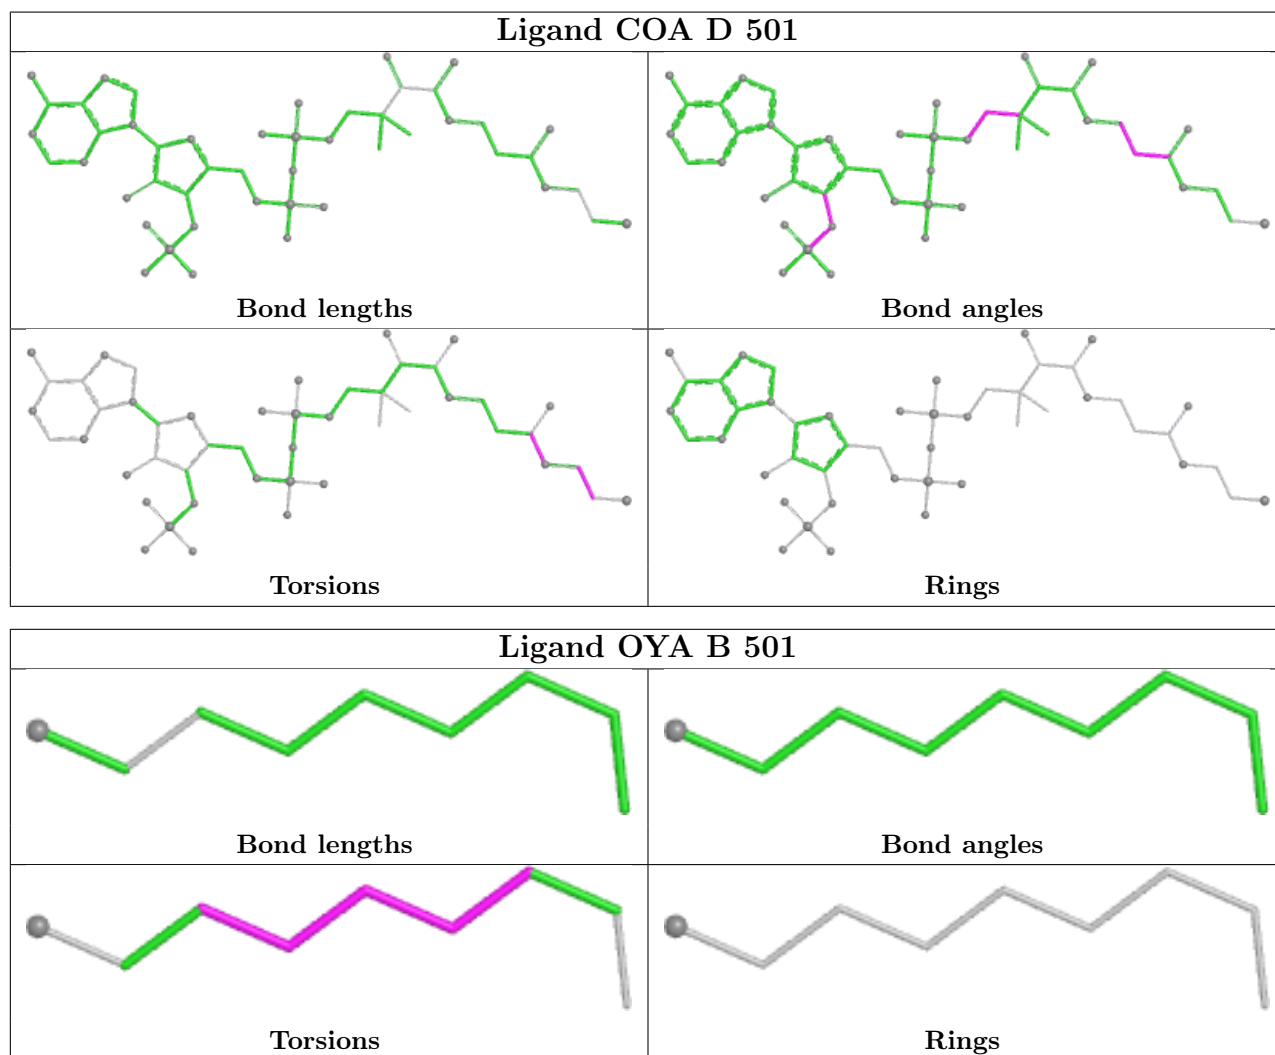 Ligand COA D 501
Bond lengths
Bond angles
Torsions
Rings
Ligand OYA B 501
Bond lengths
Bond angles
Torsions
Rings